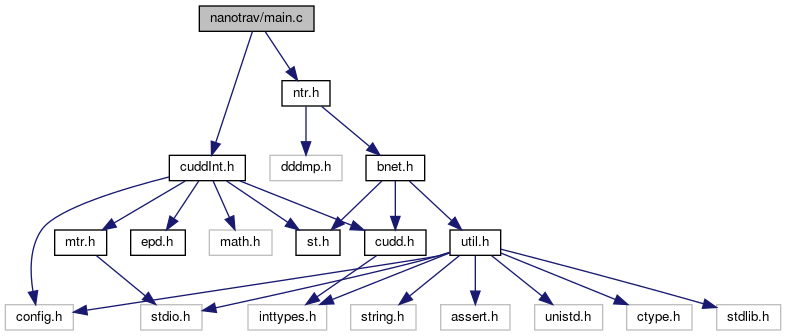 nanotrav/main.c
ntr.h
cuddInt.h
dddmp.h
bnet.h
mtr.h
epd.h
math.h
st.h
cudd.h
util.h
config.h
stdio.h
inttypes.h
string.h
assert.h
unistd.h
ctype.h
stdlib.h